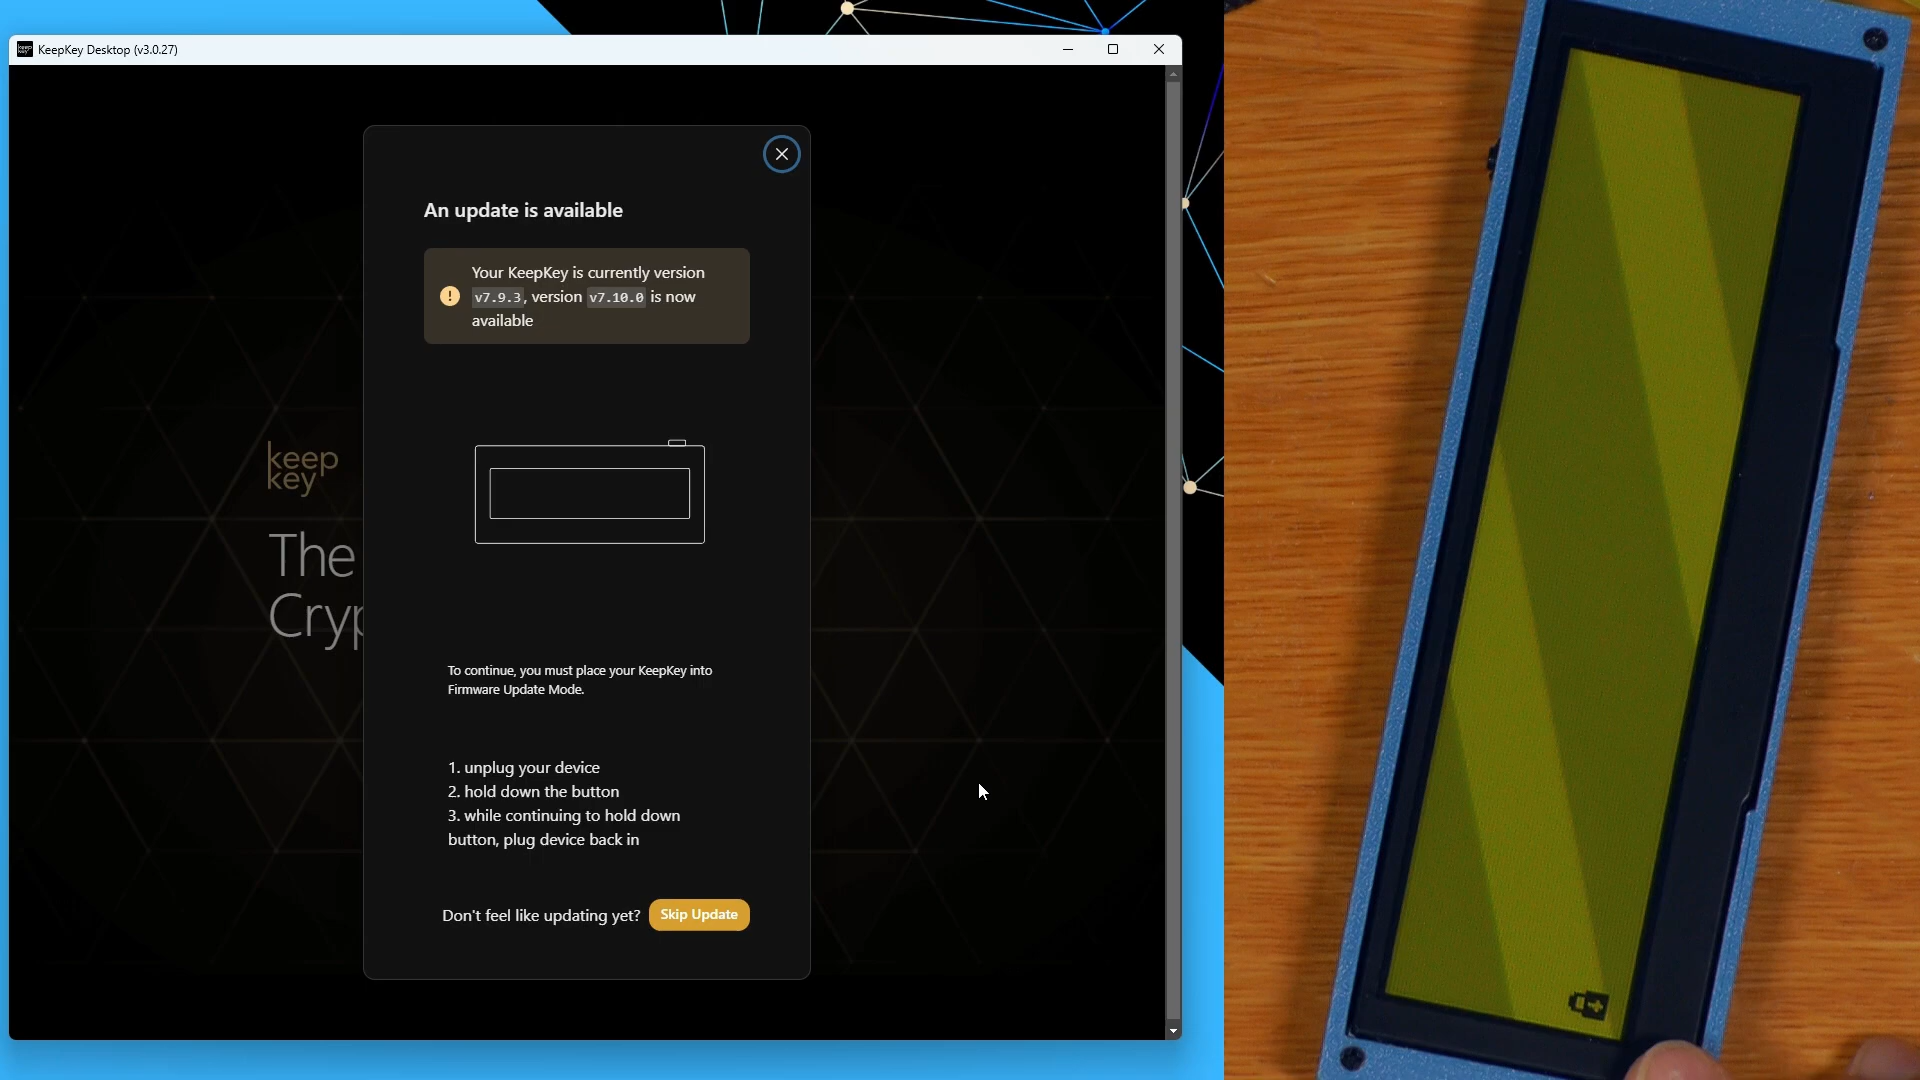 KeepKey Desktop (v3.0.27)
An update is available
Your KeepKey is currently version
v7.9.3, version v7.10.0 is now
available
keep
key
The
Cryp
To continue, you must place your KeepKey into
Firmware Update Mode.
1. unplug your device
2. hold down the button
3. while continuing to hold down
button, plug device back in
Don't feel like updating yet? Skip Update